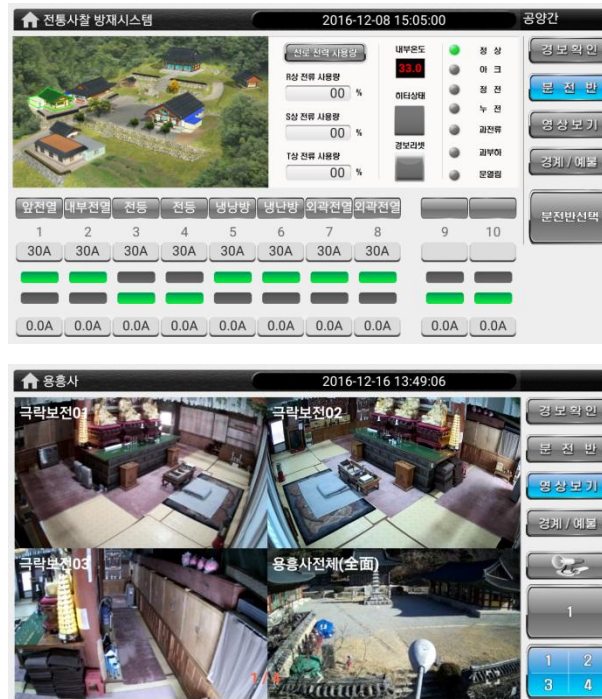 전통사찰 방재시스템 2016-12-08 15:05:00 공양간
선로 전력 사용량
R상 전류 사용량
00 %
S상 전류 사용량
00 %
T상 전류 사용량
00 %
내부온도
33.0
히타상태
경보리셋
정 상
아 크
정 전
누 전
과전류
과부하
문열림
경보확인
분 전 반
영상보기
경계 / 예불
분전반선택
앞전열 내부전열 전등 전등 냉난방 냉난방 외곽전열 외곽전열
1 2 3 4 5 6 7 8 9 10
30A 30A 30A 30A 30A 30A 30A 30A
0.0A 0.0A 0.0A 0.0A 0.0A 0.0A 0.0A 0.0A 0.0A 0.0A
용흥사 2016-12-16 13:49:06
극락보전01 극락보전02
극락보전03 용흥사전체(全面)
1 / 4
경보확인
분 전 반
영상보기
경계 / 예불
1
1 2
3 4